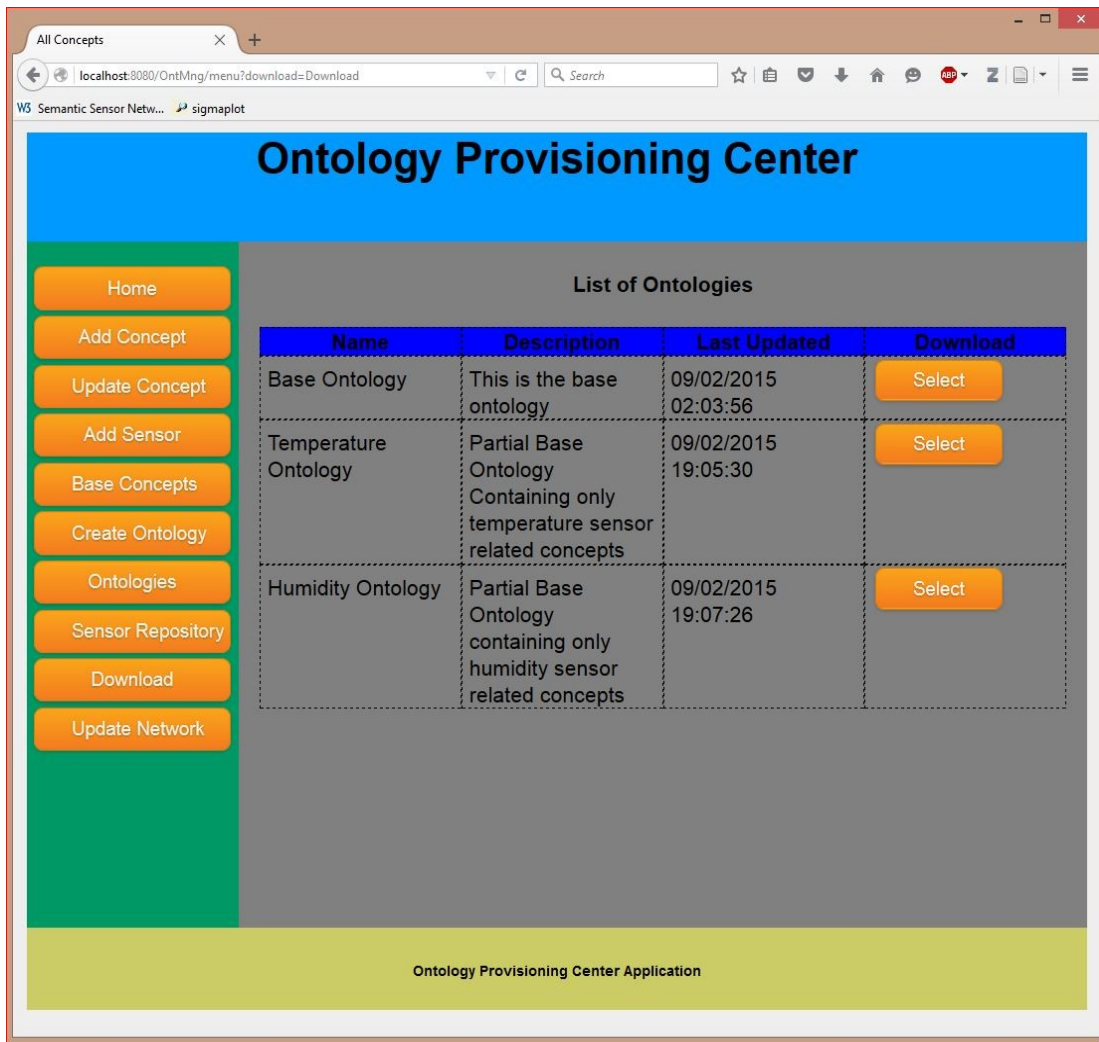 All Concepts
localhost:8080/OntMng/menu?download=Download
Search
ABP
Z
W3 Semantic Sensor Netw...
sigmaplot
Ontology Provisioning Center
Home
Add Concept
Update Concept
Add Sensor
Base Concepts
Create Ontology
Ontologies
Sensor Repository
Download
Update Network
List of Ontologies
Name Description Last Updated Download
Base Ontology
This is the base
ontology
09/02/2015
02:03:56
Select
Temperature
Ontology
Partial Base
Ontology
Containing only
temperature sensor
related concepts
09/02/2015
19:05:30
Select
Humidity Ontology
Partial Base
Ontology
containing only
humidity sensor
related concepts
09/02/2015
19:07:26
Select
Ontology Provisioning Center Application